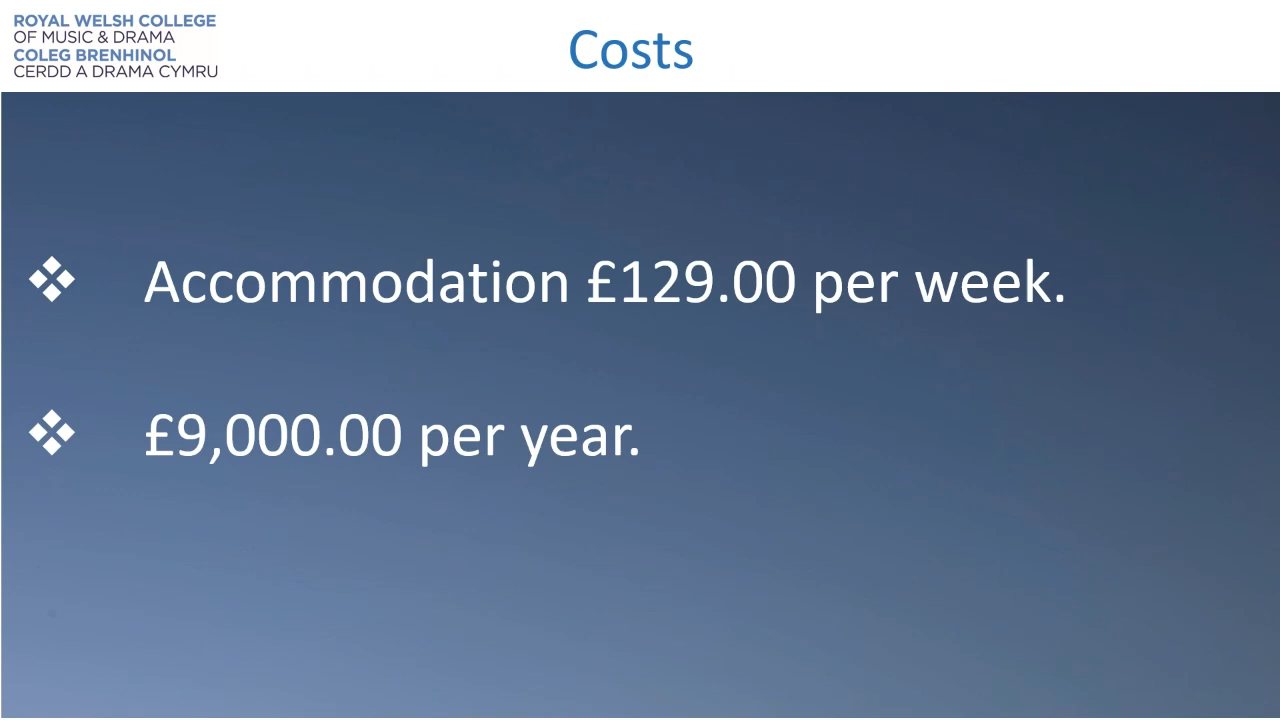 ROYAL WELSH COLLEGE
OF MUSIC & DRAMA
COLEG BRENHINOL
CERDD A DRAMA CYMRU
Costs
❖ Accommodation £129.00 per week.
❖ £9,000.00 per year.